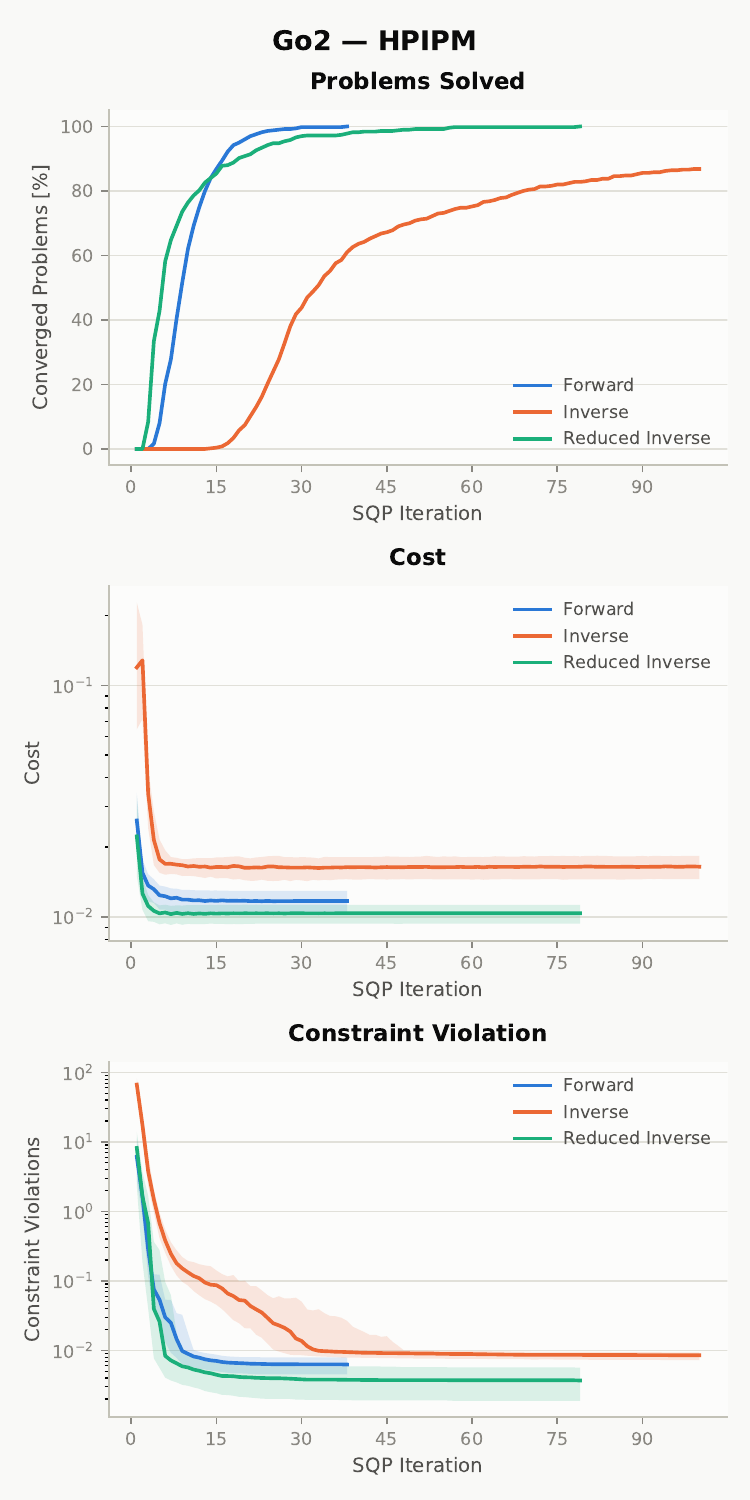 Go2 — HPIPM
Problems Solved
Converged Problems [%]
100
80
60
40
20
0
Forward
Inverse
Reduced Inverse
0 15 30 45 60 75 90
SQP Iteration
Cost
Cost
10⁻¹
10⁻²
Forward
Inverse
Reduced Inverse
0 15 30 45 60 75 90
SQP Iteration
Constraint Violation
Constraint Violations
10²
10¹
10⁰
10⁻¹
10⁻²
Forward
Inverse
Reduced Inverse
0 15 30 45 60 75 90
SQP Iteration